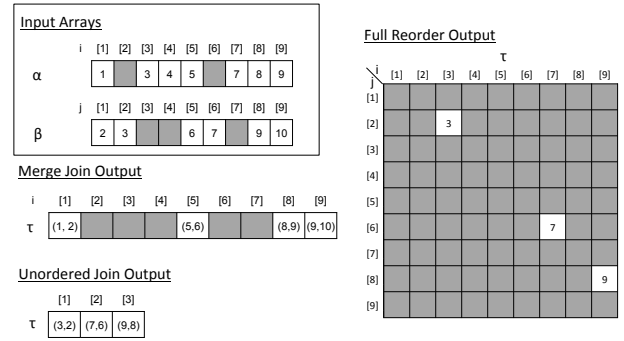 Input Arrays
i [1] [2] [3] [4] [5] [6] [7] [8] [9]
α 1 3 4 5 7 8 9
j [1] [2] [3] [4] [5] [6] [7] [8] [9]
β 2 3 6 7 9 10
Merge Join Output
i [1] [2] [3] [4] [5] [6] [7] [8] [9]
τ (1, 2) (5,6) (8,9) (9,10)
Unordered Join Output
[1] [2] [3]
τ (3,2) (7,6) (9,8)
Full Reorder Output
τ
i [1] [2] [3] [4] [5] [6] [7] [8] [9]
j
[1]
[2] 3
[3]
[4]
[5]
[6] 7
[7]
[8] 9
[9]